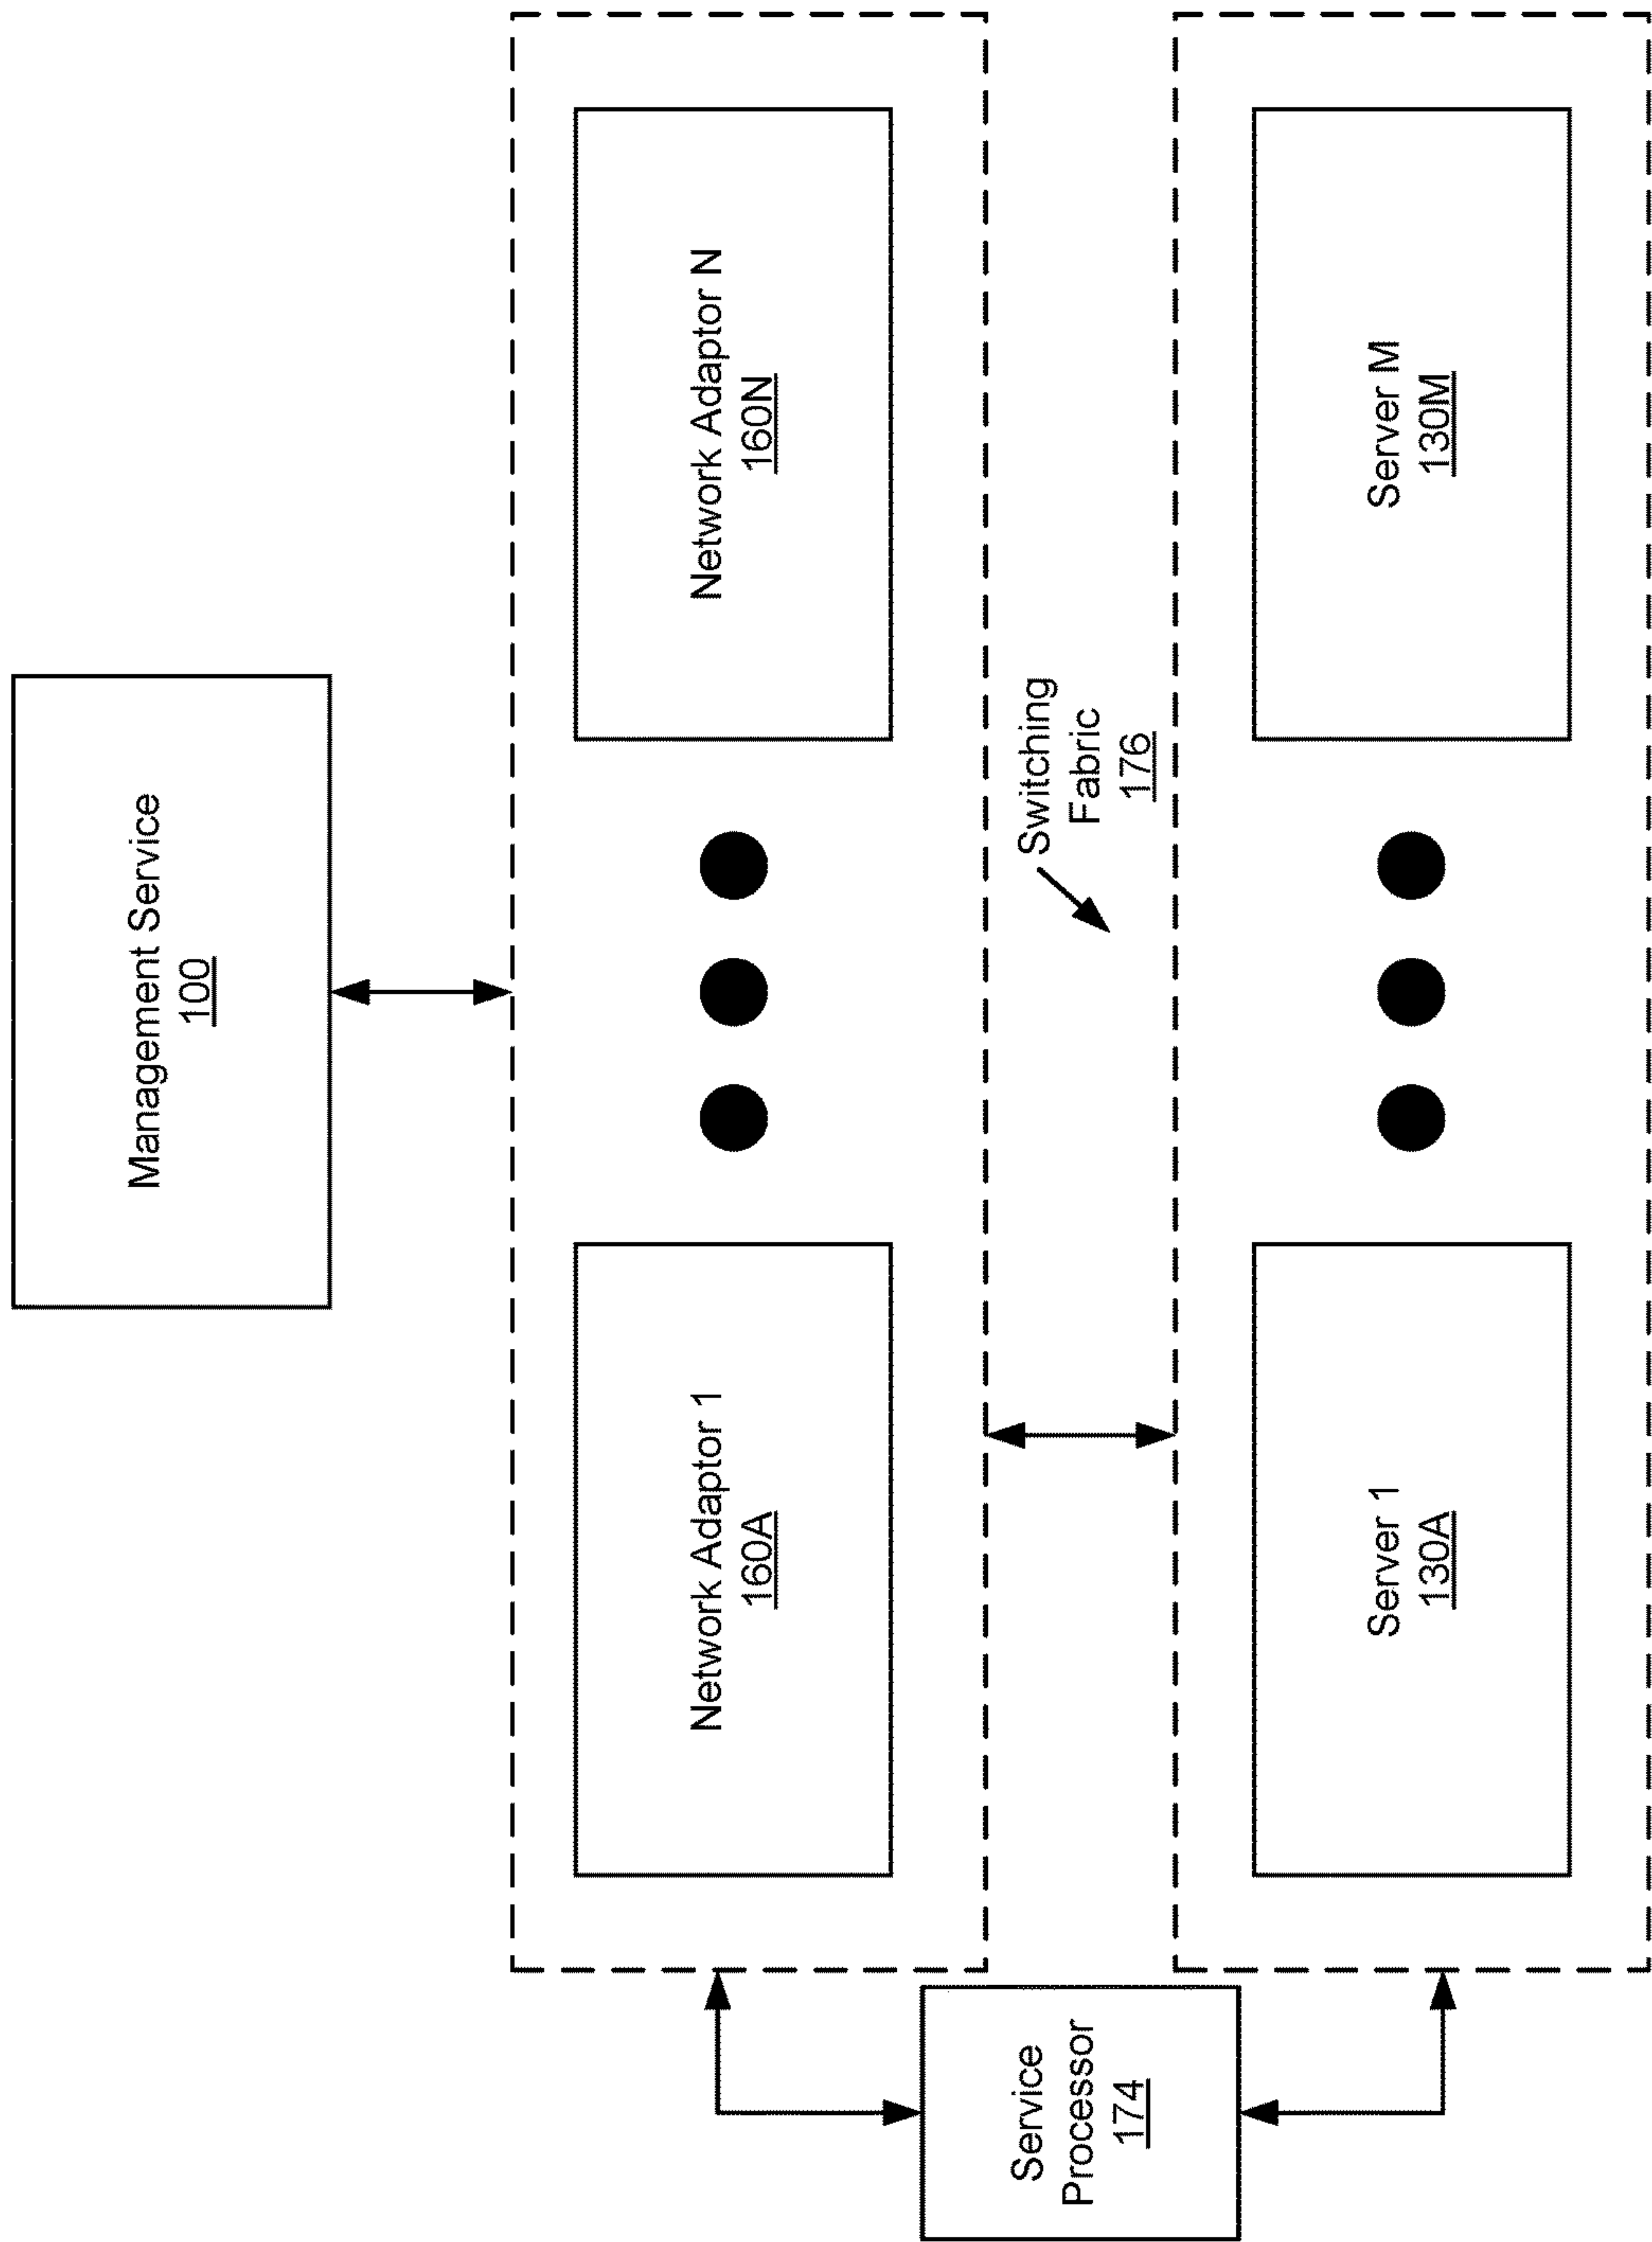 Management Service
100
Network Adaptor 1
160A
Network Adaptor N
160N
Service
Processor
174
Switching
Fabric
176
Server 1
130A
Server M
130M